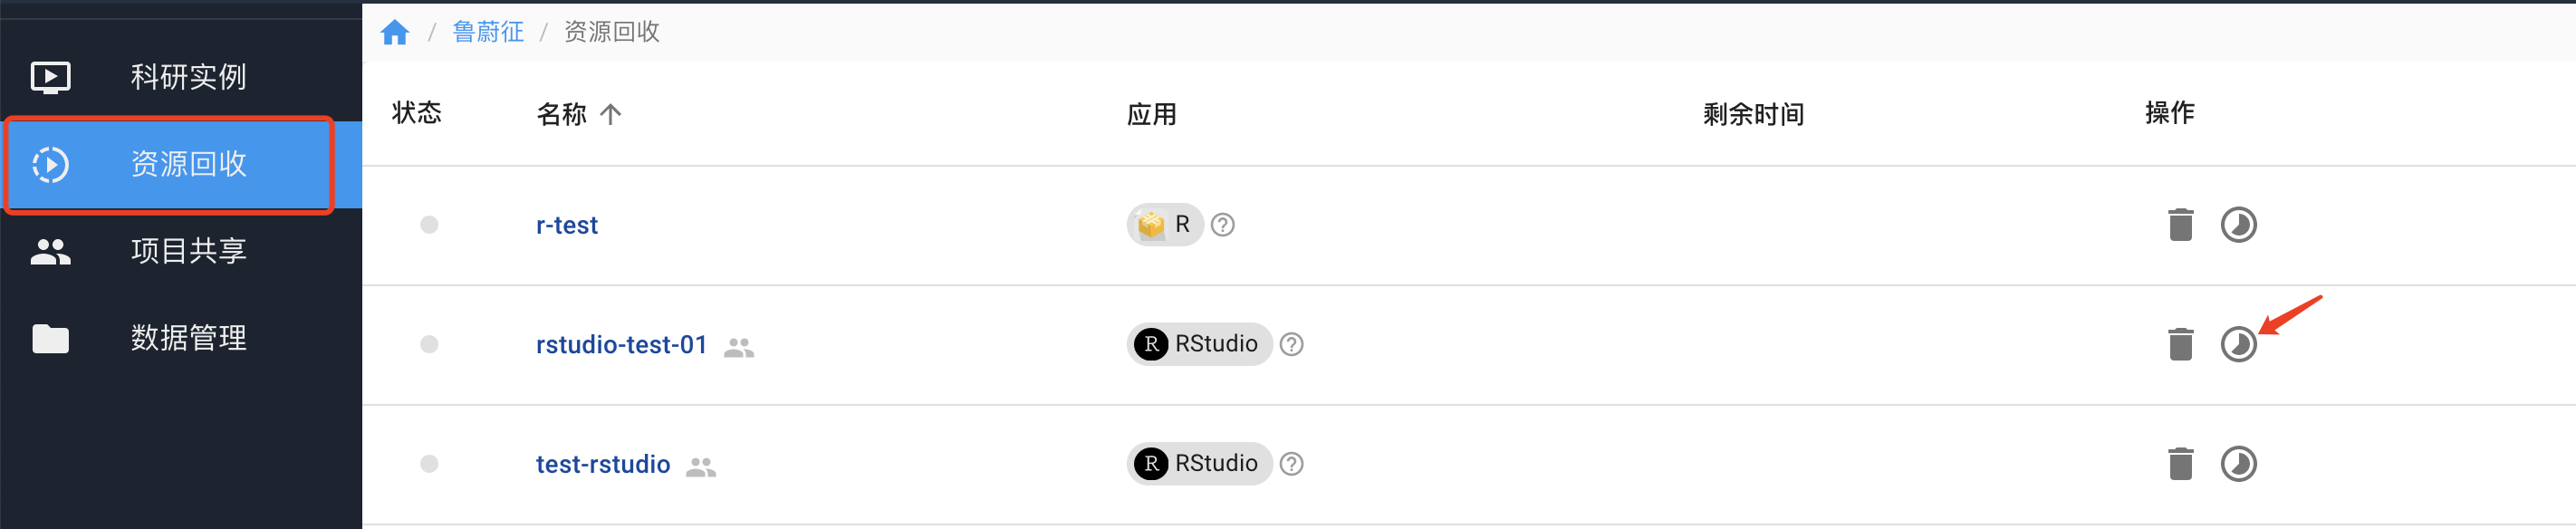 / 鲁蔚征 / 资源回收
科研实例
资源回收
项目共享
数据管理
状态 名称 应用 剩余时间 操作
r-test R
rstudio-test-01 R RStudio
test-rstudio R RStudio